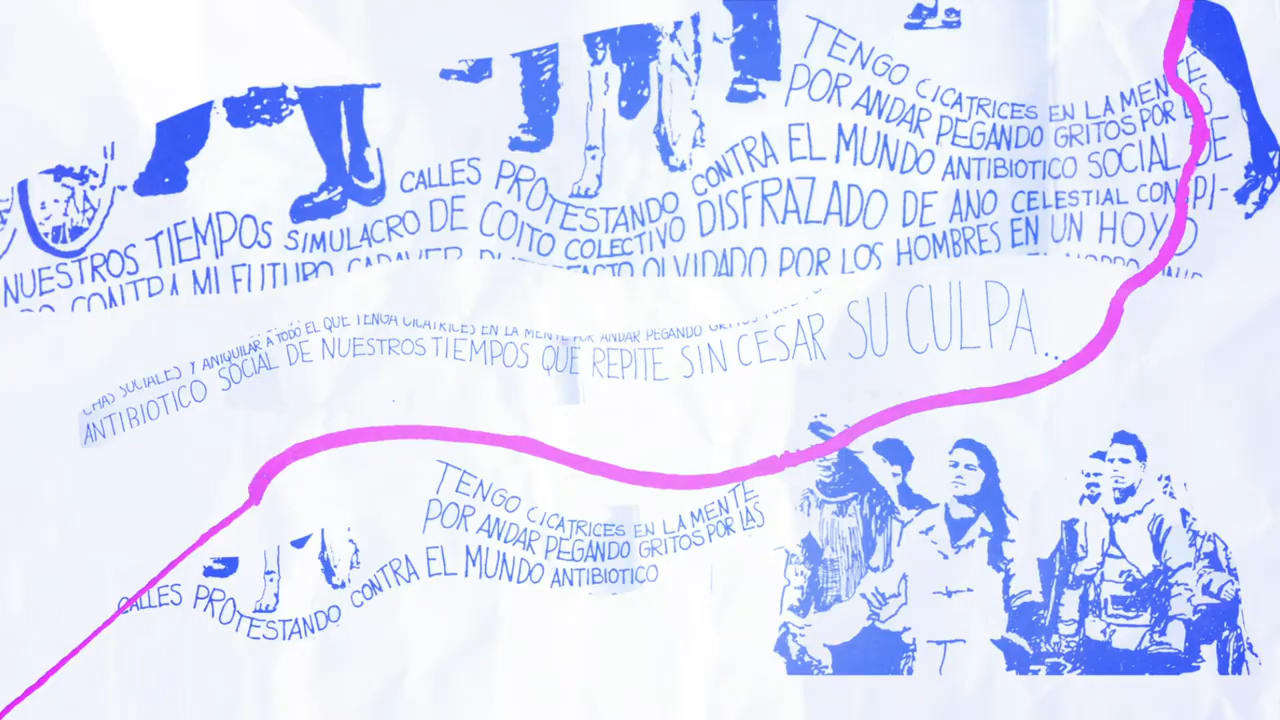 TENGO CICATRICES EN LA MENTE
POR ANDAR PEGANDO GRITOS POR LAS
CALLES PROTESTANDO CONTRA EL MUNDO ANTIBIOTICO SOCIAL DE
NUESTROS TIEMPOS SIMULACRO DE COITO COLECTIVO DISFRAZADO DE ANO CELESTIAL CONSPI-
CONTRA MI FUTURO CADAVER OLVIDADO POR LOS HOMBRES EN UN HOYO
SOCIALES Y ANIQUILAR A TODO EL QUE TENGA CICATRICES EN LA MENTE POR ANDAR PEGANDO GRITOS POR
ANTIBIOTICO SOCIAL DE NUESTROS TIEMPOS QUE REPITE SIN CESAR SU CULPA...
TENGO CICATRICES EN LA MENTE
POR ANDAR PEGANDO GRITOS POR LAS
CALLES PROTESTANDO CONTRA EL MUNDO ANTIBIOTICO